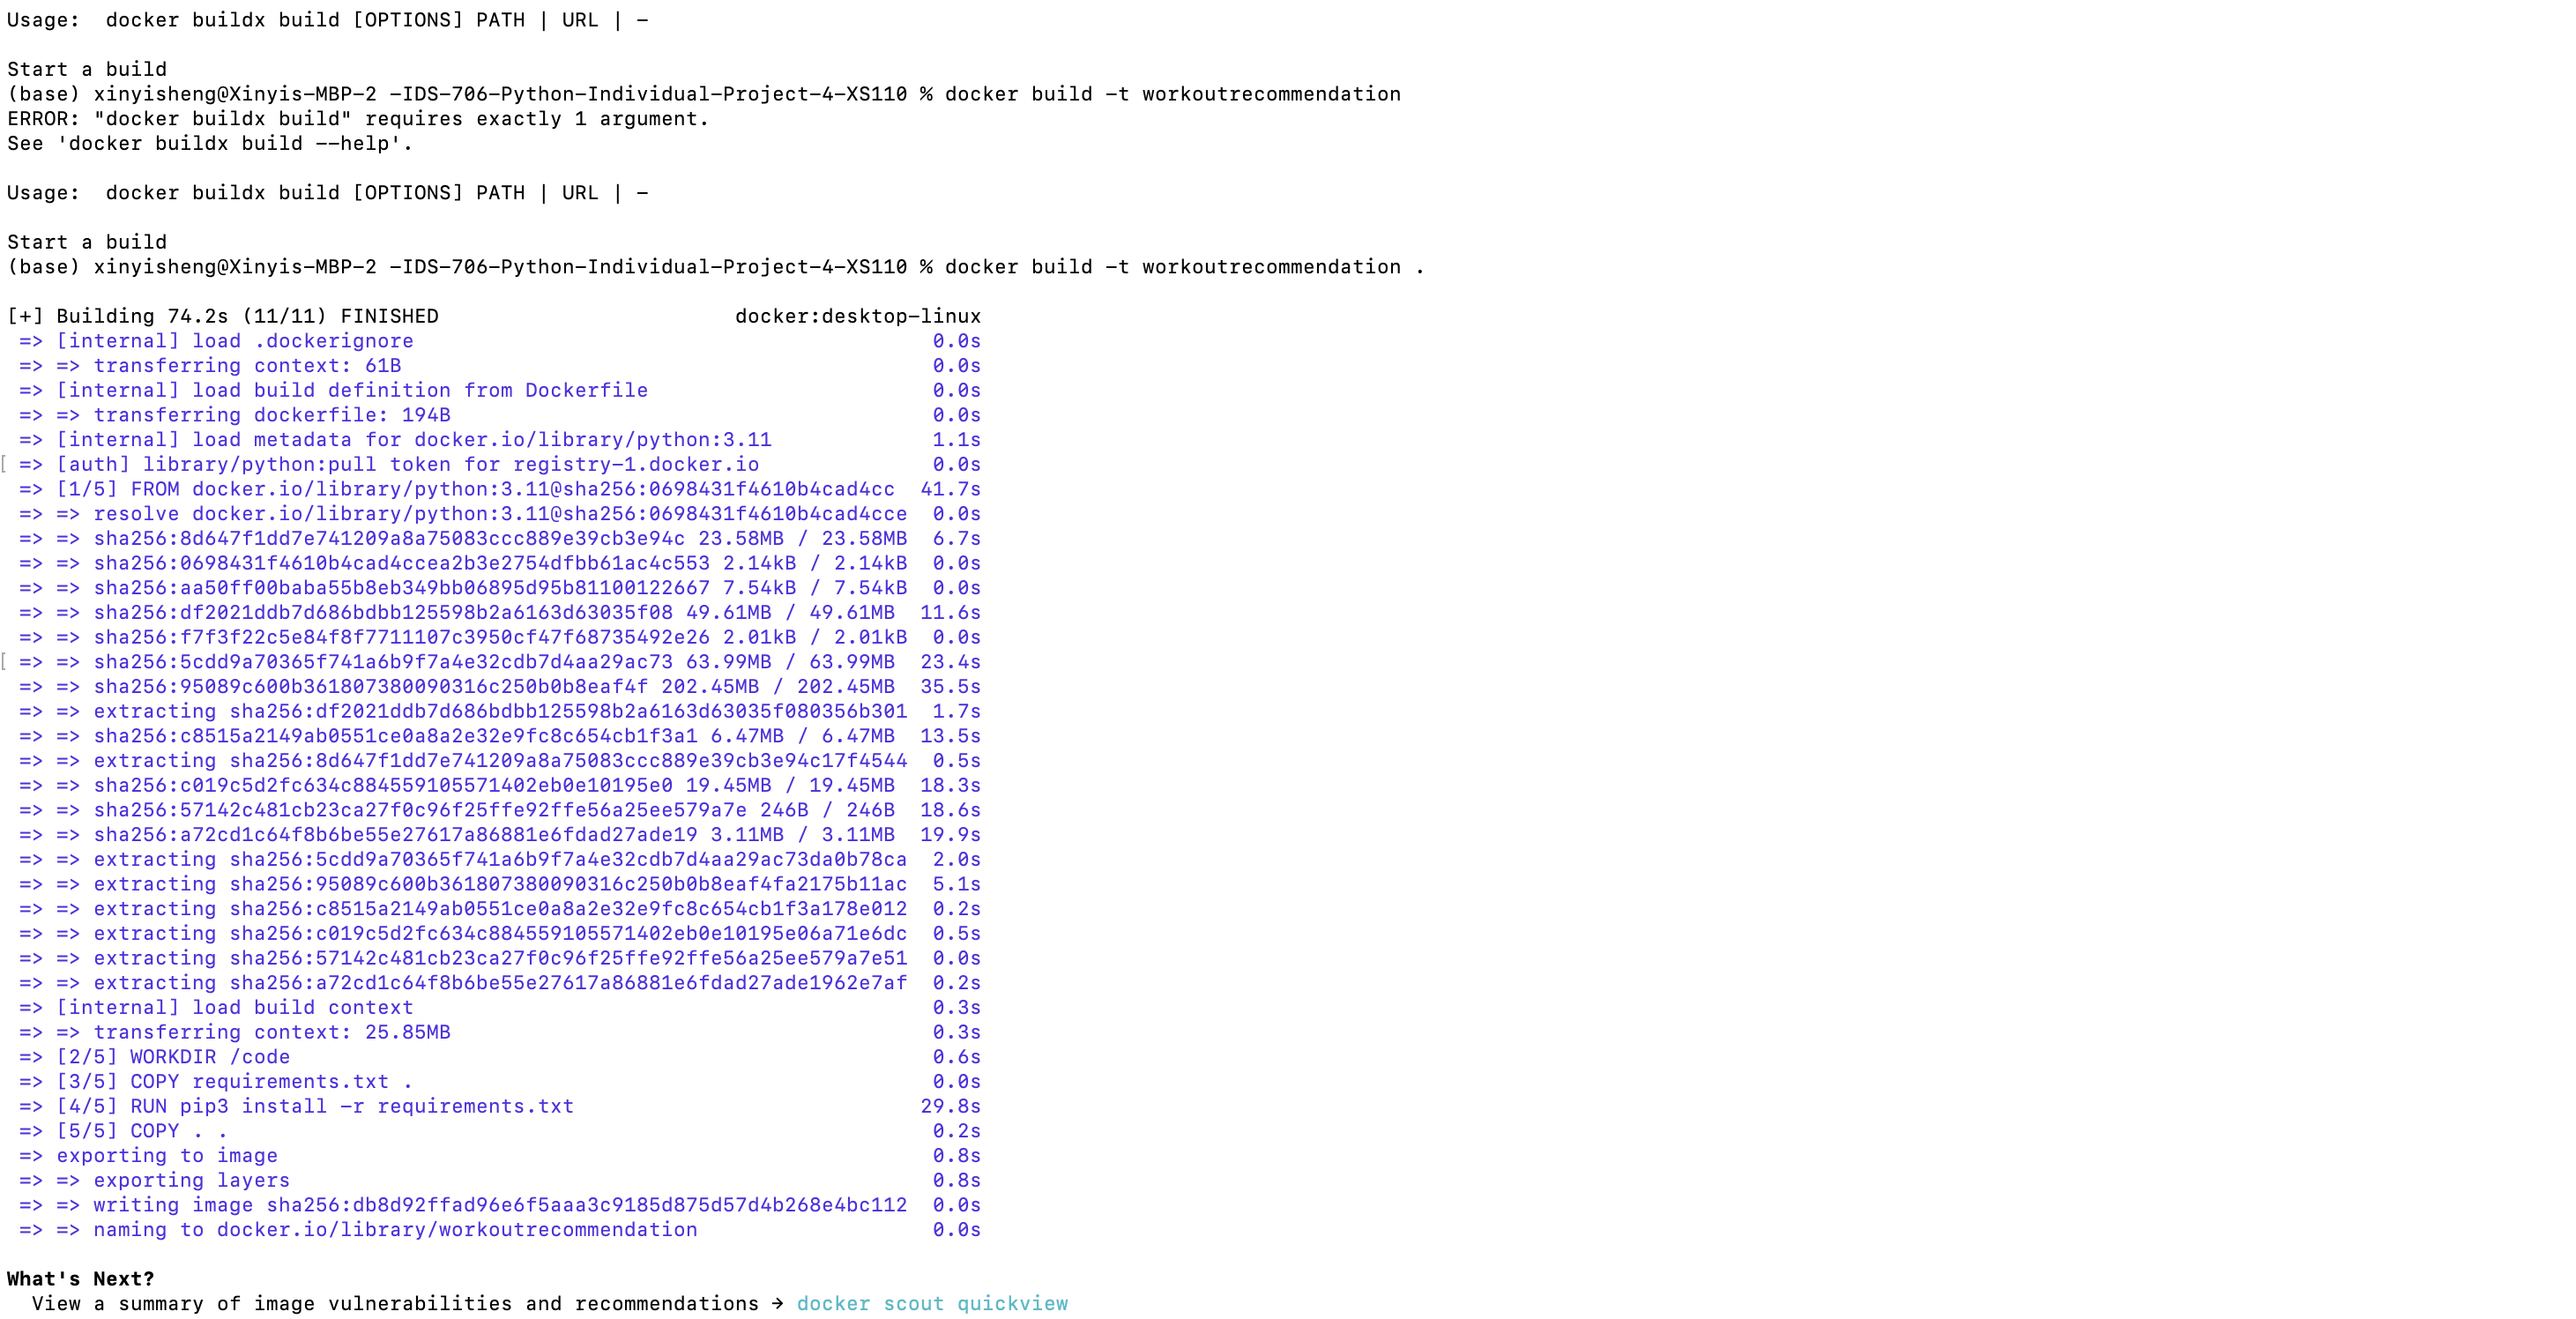 Usage:  docker buildx build [OPTIONS] PATH | URL | -
Start a build
(base) xinyisheng@Xinyis-MBP-2 -IDS-706-Python-Individual-Project-4-XS110 % docker build -t workoutrecommendation
ERROR: "docker buildx build" requires exactly 1 argument.
See 'docker buildx build --help'.
Usage:  docker buildx build [OPTIONS] PATH | URL | -
Start a build
(base) xinyisheng@Xinyis-MBP-2 -IDS-706-Python-Individual-Project-4-XS110 % docker build -t workoutrecommendation .
[+] Building 74.2s (11/11) FINISHED                        docker:desktop-linux
 => [internal] load .dockerignore                                          0.0s
 => => transferring context: 61B                                           0.0s
 => [internal] load build definition from Dockerfile                       0.0s
 => => transferring dockerfile: 194B                                       0.0s
 => [internal] load metadata for docker.io/library/python:3.11             1.1s
[ => [auth] library/python:pull token for registry-1.docker.io              0.0s
 => [1/5] FROM docker.io/library/python:3.11@sha256:0698431f4610b4cad4cc  41.7s
 => => resolve docker.io/library/python:3.11@sha256:0698431f4610b4cad4cce  0.0s
 => => sha256:8d647f1dd7e741209a8a75083ccc889e39cb3e94c 23.58MB / 23.58MB  6.7s
 => => sha256:0698431f4610b4cad4ccea2b3e2754dfbb61ac4c553 2.14kB / 2.14kB  0.0s
 => => sha256:aa50ff00baba55b8eb349bb06895d95b81100122667 7.54kB / 7.54kB  0.0s
 => => sha256:df2021ddb7d686bdbb125598b2a6163d63035f08 49.61MB / 49.61MB  11.6s
 => => sha256:f7f3f22c5e84f8f7711107c3950cf47f68735492e26 2.01kB / 2.01kB  0.0s
[ => => sha256:5cdd9a70365f741a6b9f7a4e32cdb7d4aa29ac73 63.99MB / 63.99MB  23.4s
 => => sha256:95089c600b361807380090316c250b0b8eaf4f 202.45MB / 202.45MB  35.5s
 => => extracting sha256:df2021ddb7d686bdbb125598b2a6163d63035f080356b301  1.7s
 => => sha256:c8515a2149ab0551ce0a8a2e32e9fc8c654cb1f3a1 6.47MB / 6.47MB  13.5s
 => => extracting sha256:8d647f1dd7e741209a8a75083ccc889e39cb3e94c17f4544  0.5s
 => => sha256:c019c5d2fc634c884559105571402eb0e10195e0 19.45MB / 19.45MB  18.3s
 => => sha256:57142c481cb23ca27f0c96f25ffe92ffe56a25ee579a7e 246B / 246B  18.6s
 => => sha256:a72cd1c64f8b6be55e27617a86881e6fdad27ade19 3.11MB / 3.11MB  19.9s
 => => extracting sha256:5cdd9a70365f741a6b9f7a4e32cdb7d4aa29ac73da0b78ca  2.0s
 => => extracting sha256:95089c600b361807380090316c250b0b8eaf4fa2175b11ac  5.1s
 => => extracting sha256:c8515a2149ab0551ce0a8a2e32e9fc8c654cb1f3a178e012  0.2s
 => => extracting sha256:c019c5d2fc634c884559105571402eb0e10195e06a71e6dc  0.5s
 => => extracting sha256:57142c481cb23ca27f0c96f25ffe92ffe56a25ee579a7e51  0.0s
 => => extracting sha256:a72cd1c64f8b6be55e27617a86881e6fdad27ade1962e7af  0.2s
 => [internal] load build context                                          0.3s
 => => transferring context: 25.85MB                                       0.3s
 => [2/5] WORKDIR /code                                                    0.6s
 => [3/5] COPY requirements.txt .                                          0.0s
 => [4/5] RUN pip3 install -r requirements.txt                            29.8s
 => [5/5] COPY . .                                                         0.2s
 => exporting to image                                                     0.8s
 => => exporting layers                                                    0.8s
 => => writing image sha256:db8d92ffad96e6f5aaa3c9185d875d57d4b268e4bc112  0.0s
 => => naming to docker.io/library/workoutrecommendation                   0.0s
What's Next?
  View a summary of image vulnerabilities and recommendations → docker scout quickview